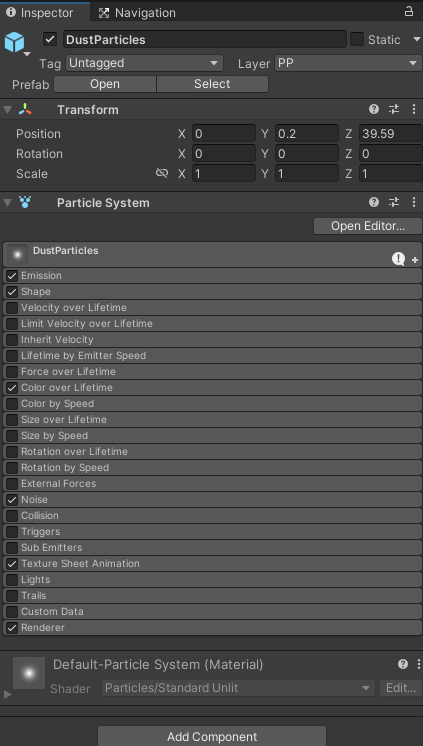 Inspector Navigation
DustParticles Static
Tag Untagged Layer PP
Prefab Open Select
Transform
Position X 0 Y 0.2 Z 39.59
Rotation X 0 Y 0 Z 0
Scale X 1 Y 1 Z 1
Particle System
Open Editor...
DustParticles
Emission
Shape
Velocity over Lifetime
Limit Velocity over Lifetime
Inherit Velocity
Lifetime by Emitter Speed
Force over Lifetime
Color over Lifetime
Color by Speed
Size over Lifetime
Size by Speed
Rotation over Lifetime
Rotation by Speed
External Forces
Noise
Collision
Triggers
Sub Emitters
Texture Sheet Animation
Lights
Trails
Custom Data
Renderer
Default-Particle System (Material)
Shader Particles/Standard Unlit Edit...
Add Component